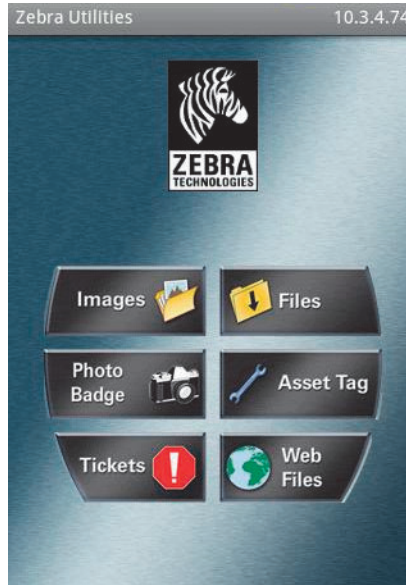 Zebra Utilities 10.3.4.74
ZEBRA
TECHNOLOGIES
Images
Files
Photo
Badge
Asset Tag
Tickets
Web
Files